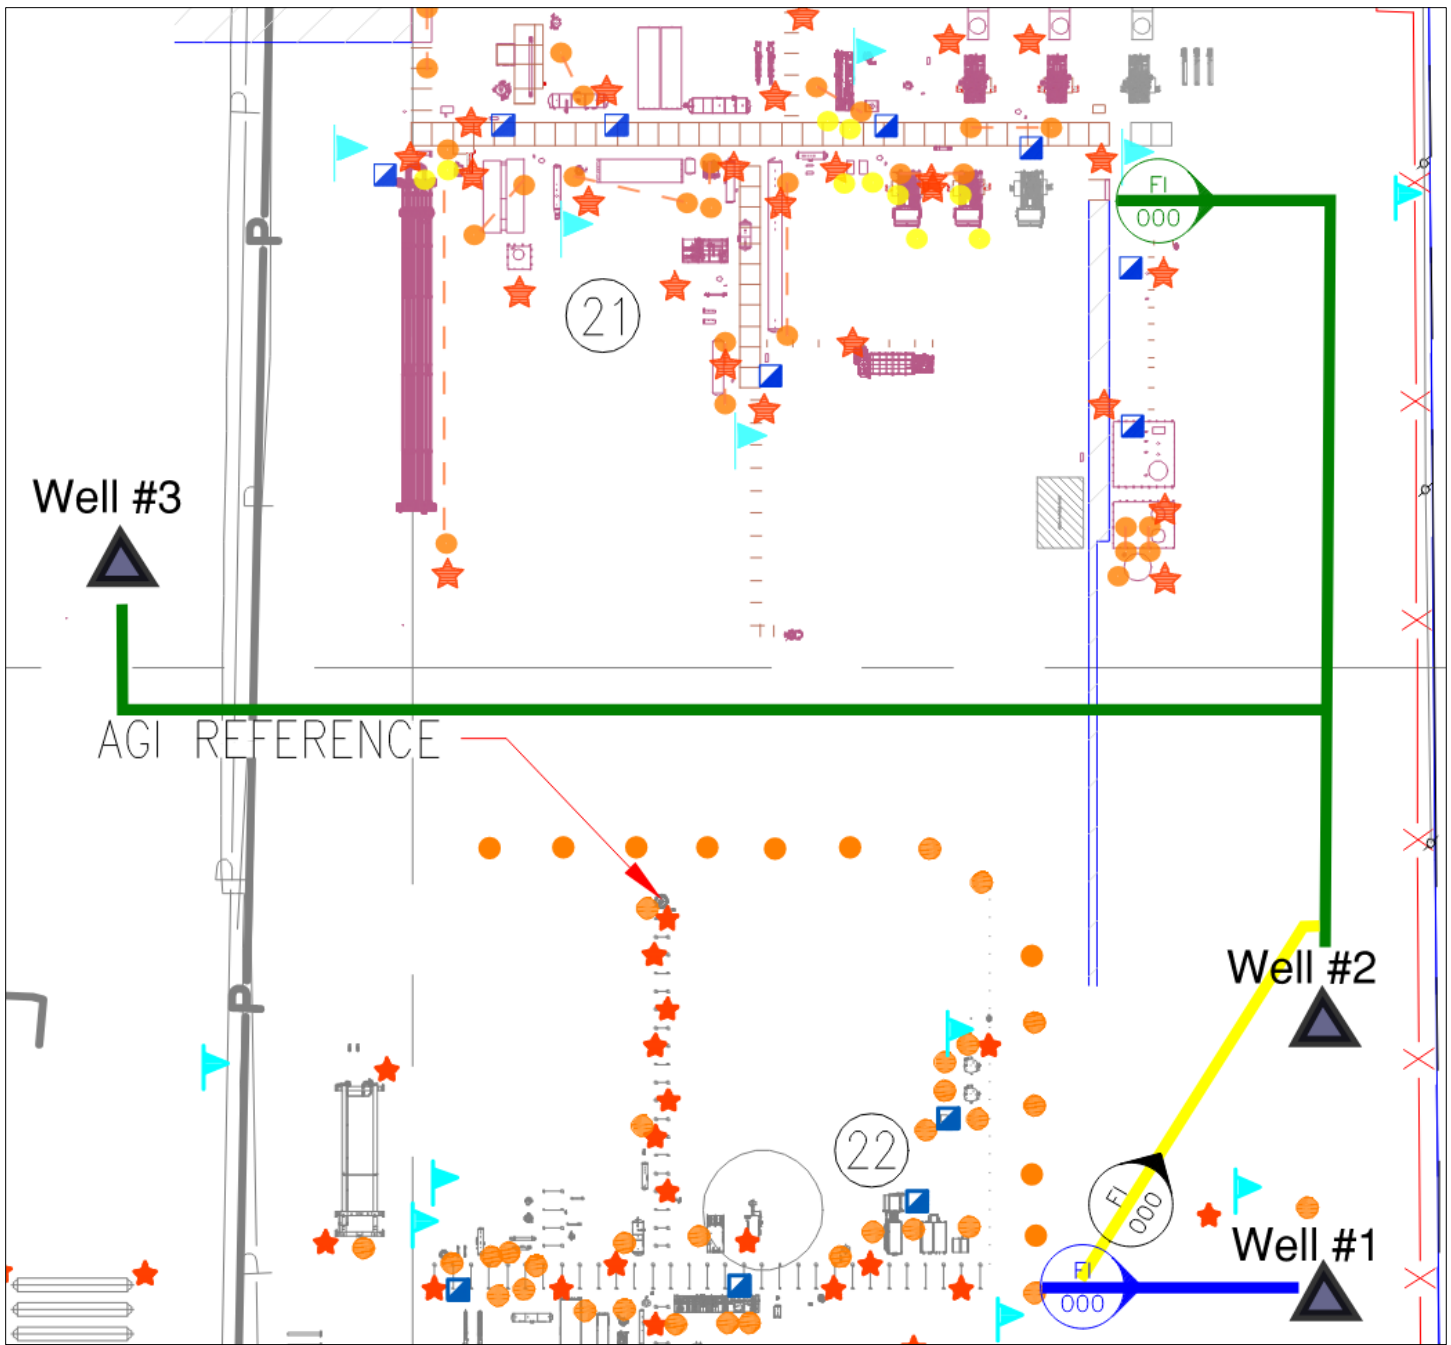 FI
000
P
21
Well #3
AGI REFERENCE
Well #2
P
22
FI
000
Well #1
FI
000